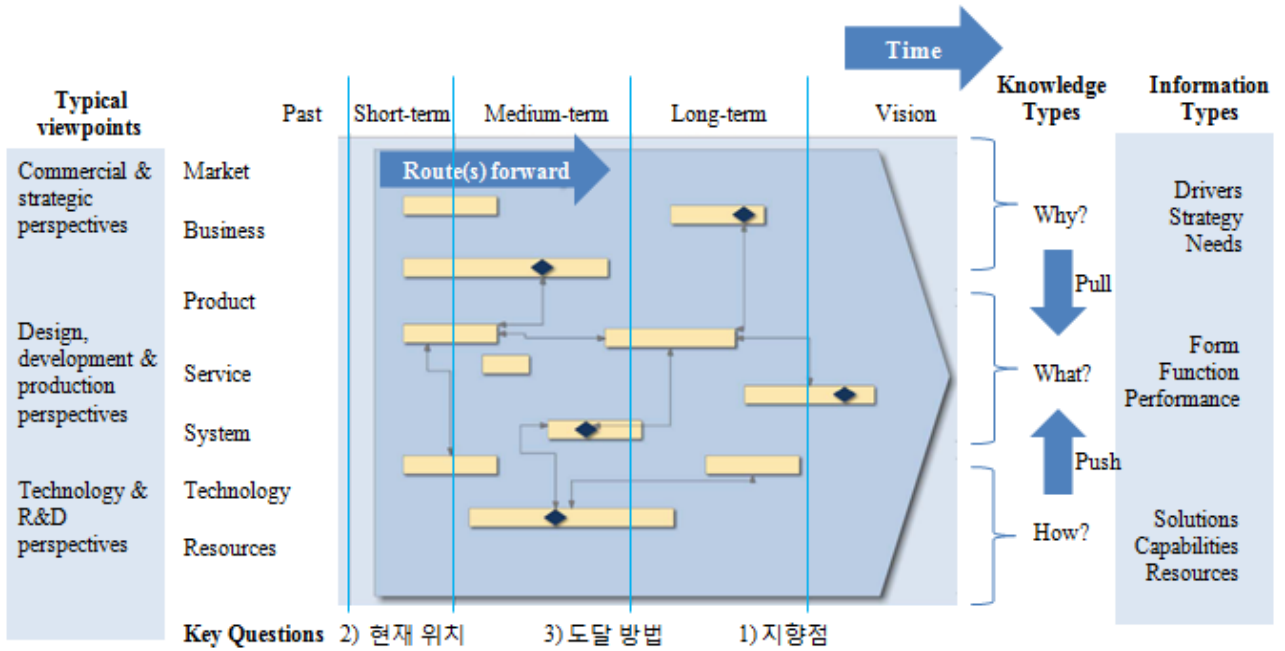 Time
Typical
viewpoints
Past
Short-term
Medium-term
Long-term
Vision
Knowledge
Types
Information
Types
Commercial &
strategic
perspectives
Market
Business
Route(s) forward
Why?
Drivers
Strategy
Needs
Pull
Design,
development &
production
perspectives
Product
Service
System
What?
Form
Function
Performance
Push
Technology &
R&D
perspectives
Technology
Resources
How?
Solutions
Capabilities
Resources
Key Questions
2) 현재 위치
3) 도달 방법
1) 지향점